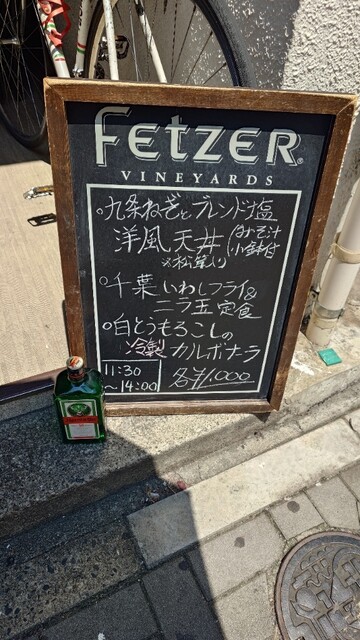 Fetzer®
VINEYARDS
○九条ねぎとブレンド塩
洋風天丼 (みそ汁 小鉢付
※松茸入り
○千葉いわしフライ&
ニラ玉定食
○白とうもろこしの
冷製カルボナーラ
11:30
〜14:00
各¥1,000